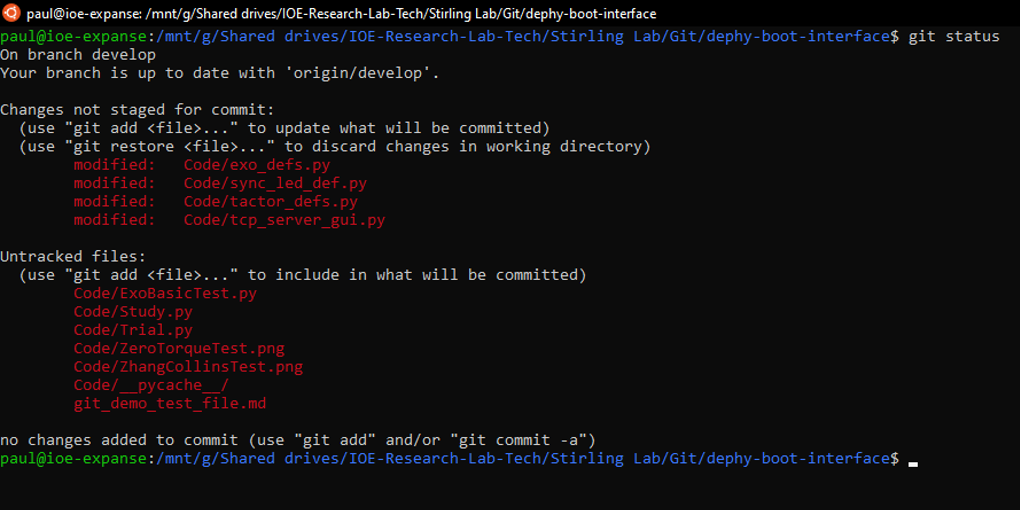 paul@ioe-expanse: /mnt/g/Shared drives/IOE-Research-Lab-Tech/Stirling Lab/Git/dephy-boot-interface
paul@ioe-expanse:/mnt/g/Shared drives/IOE-Research-Lab-Tech/Stirling Lab/Git/dephy-boot-interface$ git status
On branch develop
Your branch is up to date with 'origin/develop'.
Changes not staged for commit:
(use "git add <file>..." to update what will be committed)
(use "git restore <file>..." to discard changes in working directory)
modified:   Code/exo_defs.py
modified:   Code/sync_led_def.py
modified:   Code/tactor_defs.py
modified:   Code/tcp_server_gui.py
Untracked files:
(use "git add <file>..." to include in what will be committed)
Code/ExoBasicTest.py
Code/Study.py
Code/Trial.py
Code/ZeroTorqueTest.png
Code/ZhangCollinsTest.png
Code/__pycache__/
git_demo_test_file.md
no changes added to commit (use "git add" and/or "git commit -a")
paul@ioe-expanse:/mnt/g/Shared drives/IOE-Research-Lab-Tech/Stirling Lab/Git/dephy-boot-interface$